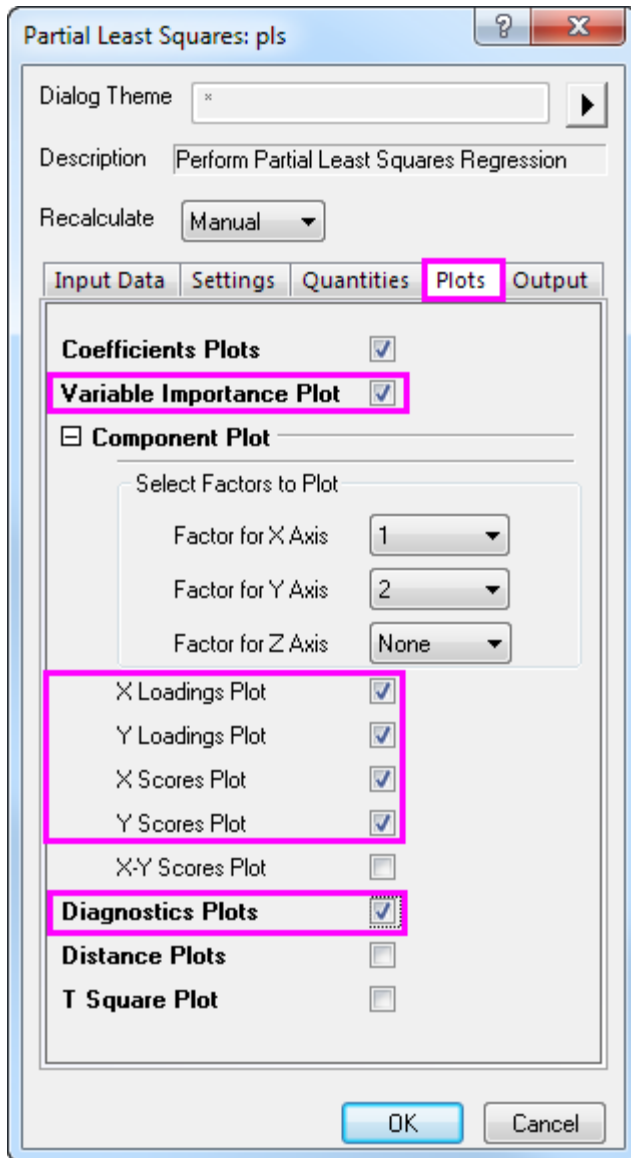 Partial Least Squares: pls
Dialog Theme *
Description Perform Partial Least Squares Regression
Recalculate Manual
Input Data Settings Quantities Plots Output
Coefficients Plots
Variable Importance Plot
Component Plot
Select Factors to Plot
Factor for X Axis 1
Factor for Y Axis 2
Factor for Z Axis None
X Loadings Plot
Y Loadings Plot
X Scores Plot
Y Scores Plot
X-Y Scores Plot
Diagnostics Plots
Distance Plots
T Square Plot
OK Cancel